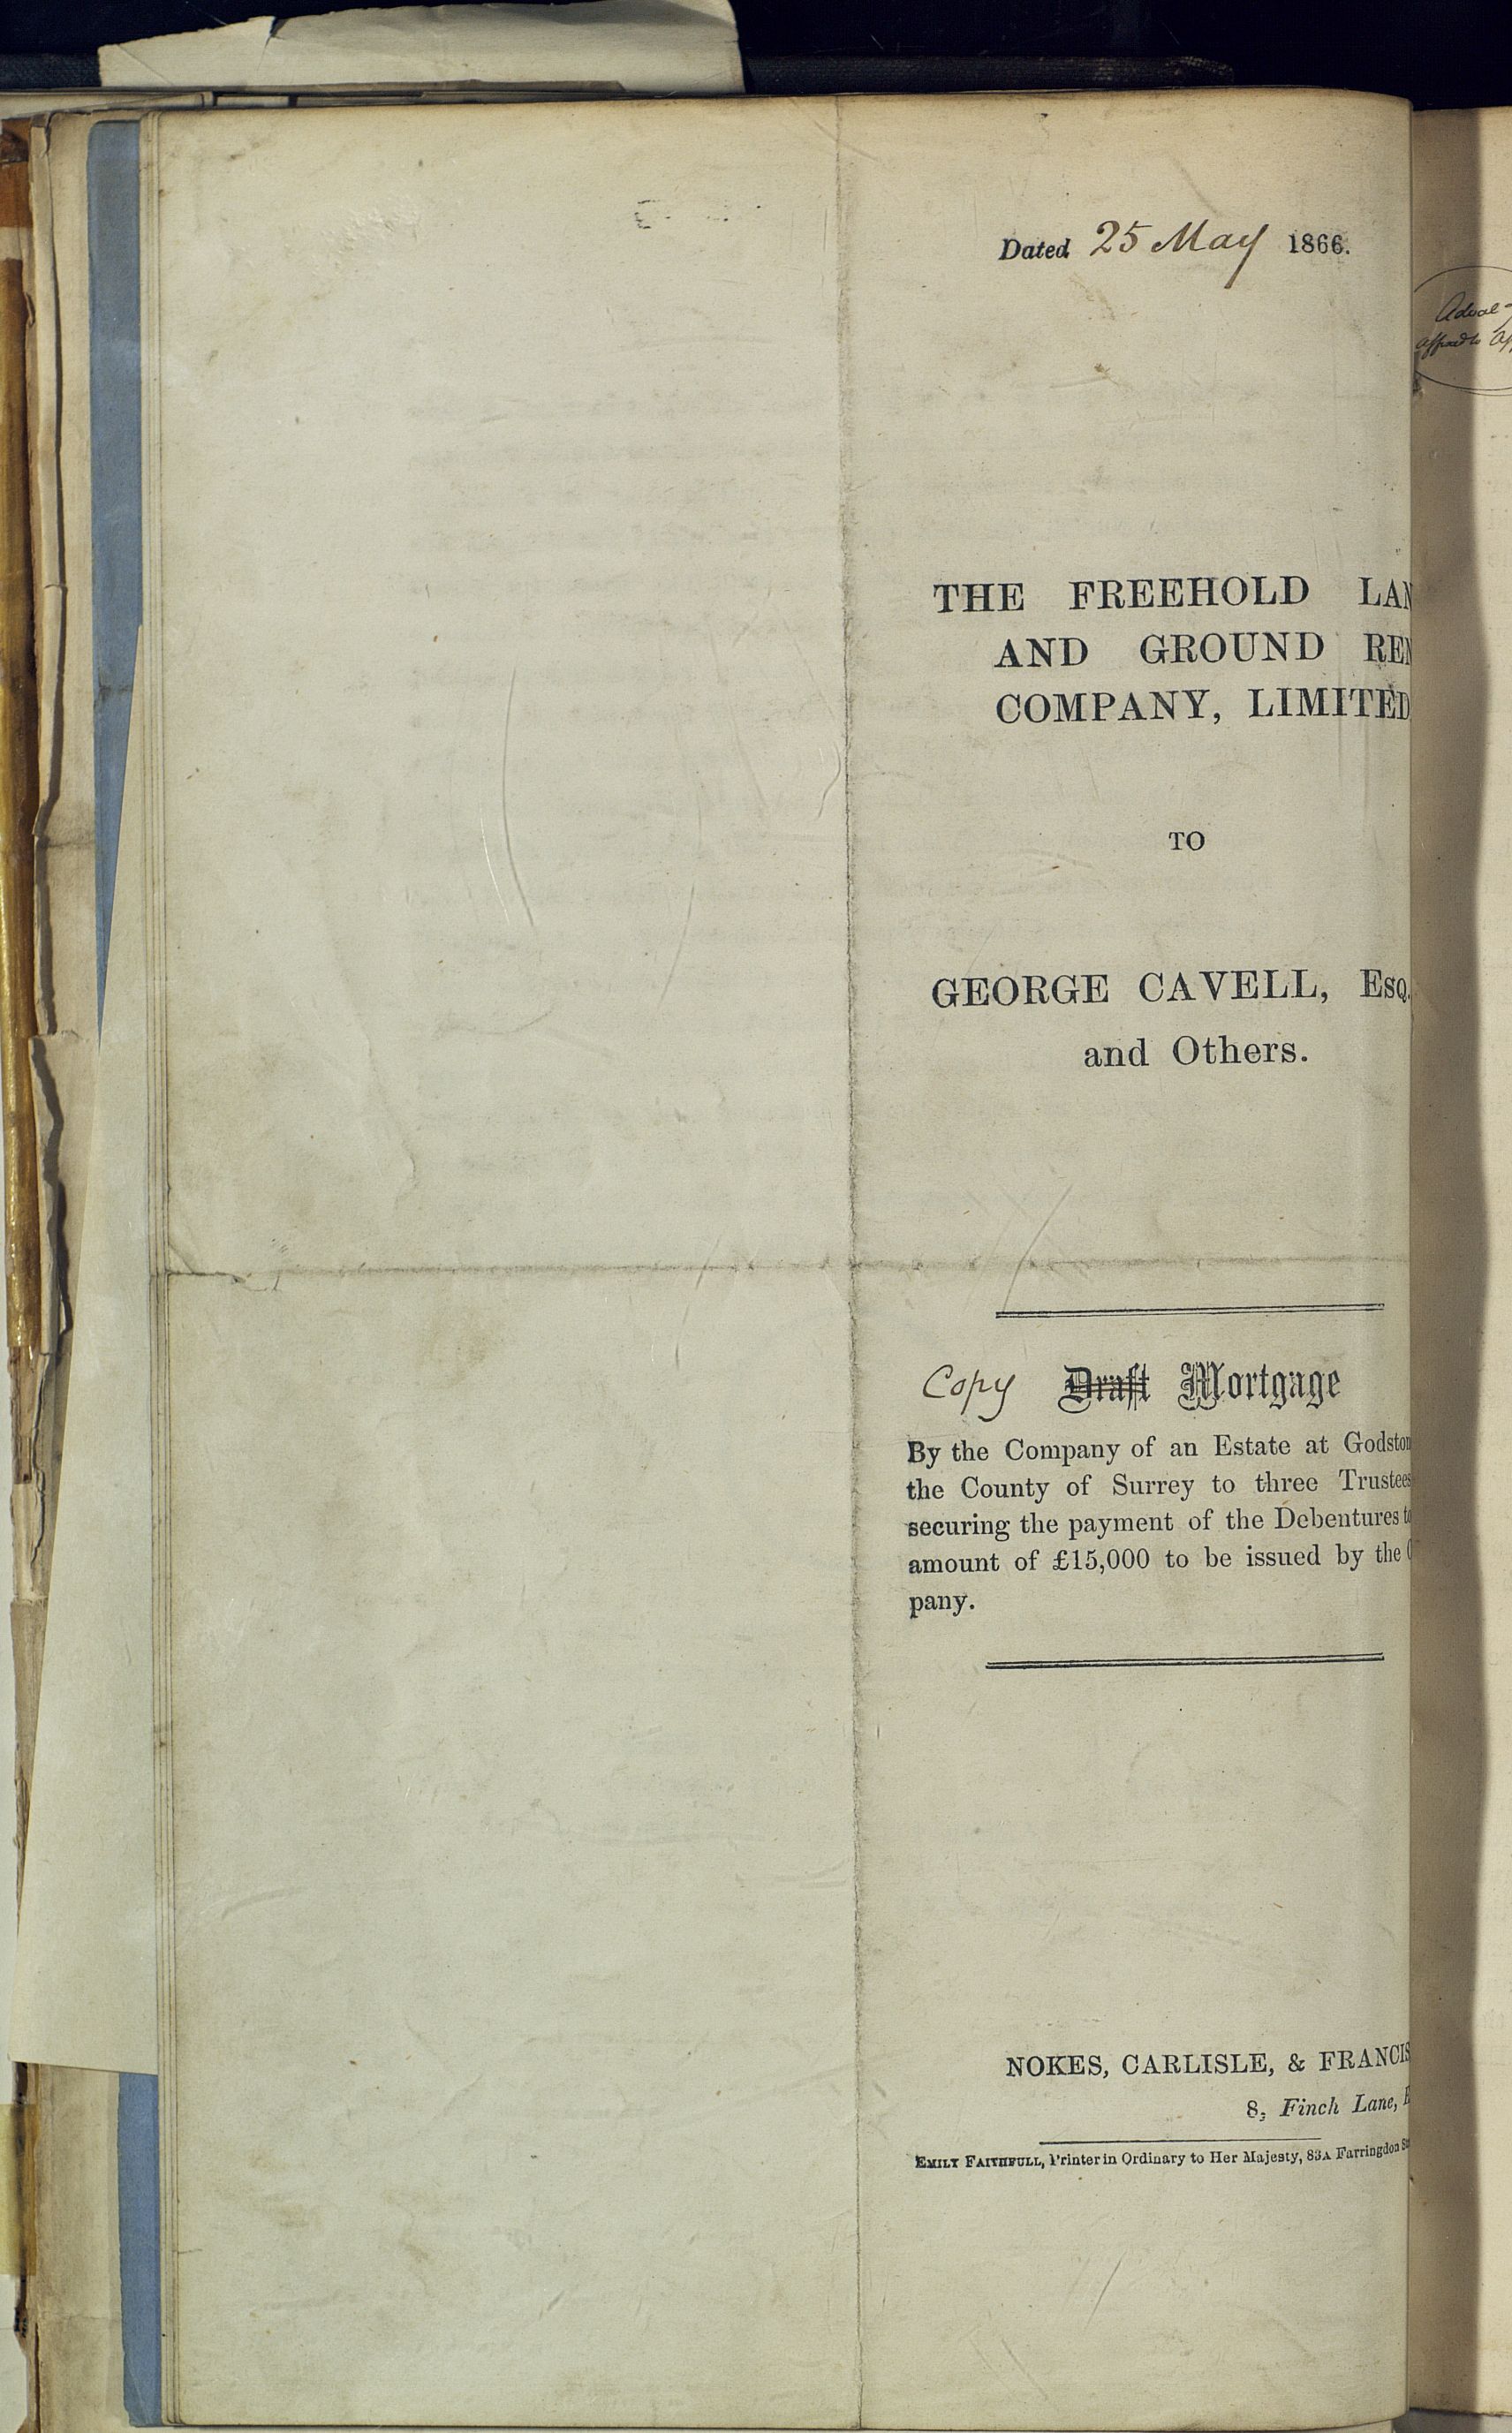 Dated 25 May 1866.
THE FREEHOLD LAN
AND GROUND REN
COMPANY, LIMITED
TO
GEORGE CAVELL, Esq.
and Others.
Copy Draft Mortgage
By the Company of an Estate at Godston
the County of Surrey to three Trustees
securing the payment of the Debentures to
amount of £15,000 to be issued by the C
pany.
NOKES, CARLISLE, & FRANCIS
8, Finch Lane, E
EMILY FAITHFULL, Printer in Ordinary to Her Majesty, 83A Farringdon St